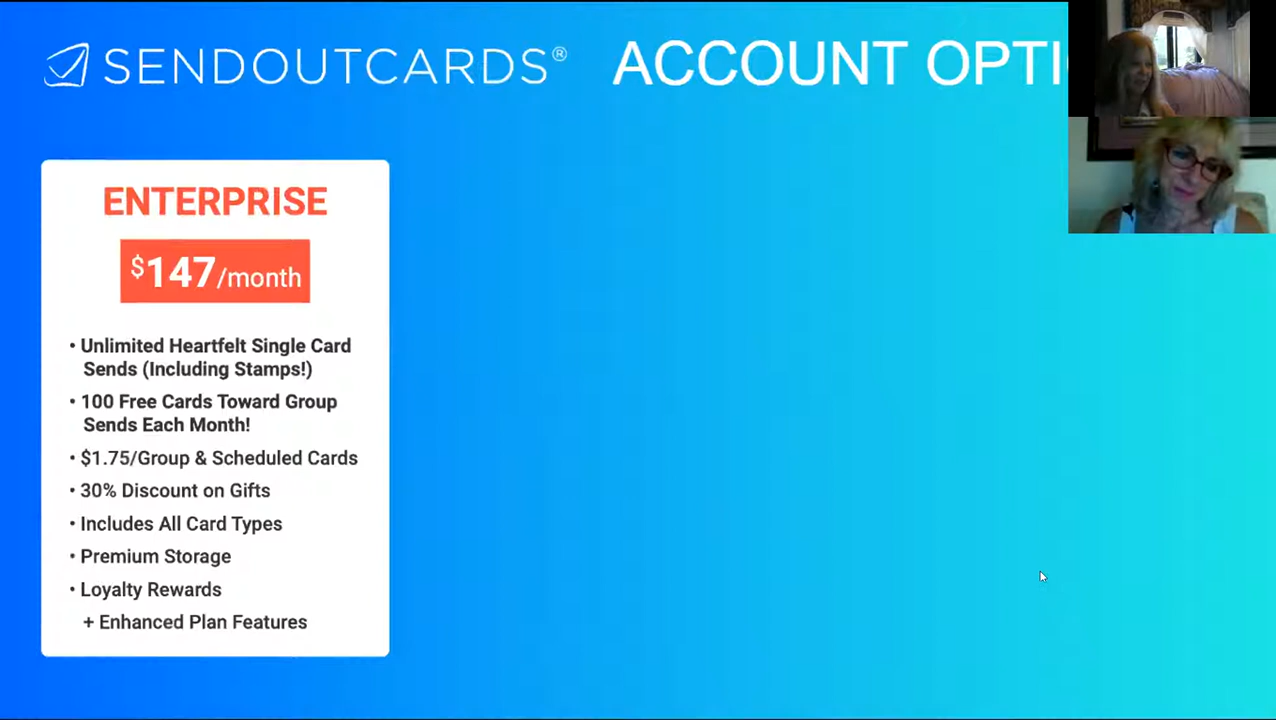 SENDOUTCARDS® ACCOUNT OPTI
ENTERPRISE
$147/month
• Unlimited Heartfelt Single Card
Sends (Including Stamps!)
• 100 Free Cards Toward Group
Sends Each Month!
• $1.75/Group & Scheduled Cards
• 30% Discount on Gifts
• Includes All Card Types
• Premium Storage
• Loyalty Rewards
+ Enhanced Plan Features